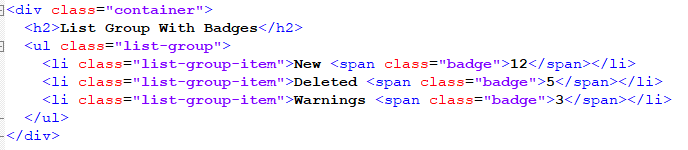 <div class="container">
  <h2>List Group With Badges</h2>
  <ul class="list-group">
    <li class="list-group-item">New <span class="badge">12</span></li>
    <li class="list-group-item">Deleted <span class="badge">5</span></li>
    <li class="list-group-item">Warnings <span class="badge">3</span></li>
  </ul>
</div>